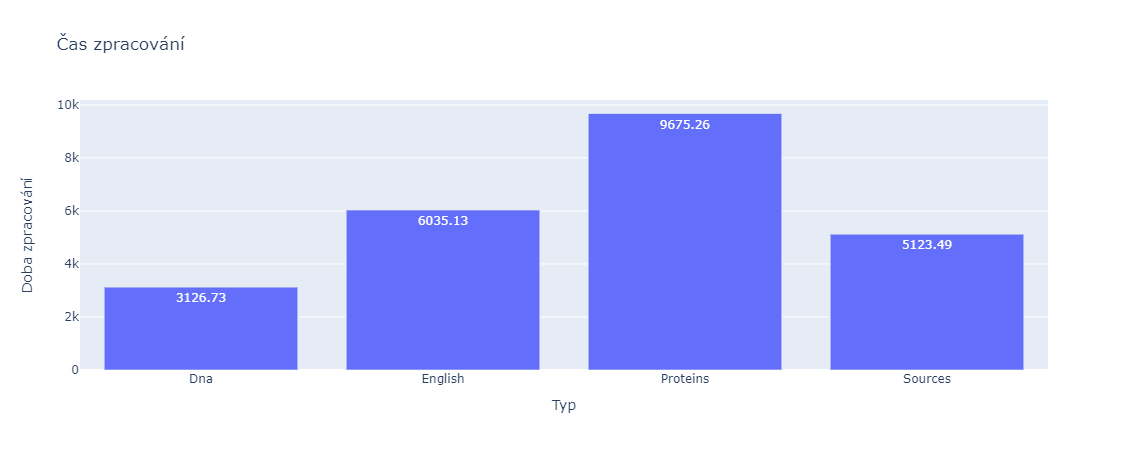 Čas zpracování
10k
8k
6k
4k
2k
0
Doba zpracování
3126.73
6035.13
9675.26
5123.49
Dna
English
Proteins
Sources
Typ